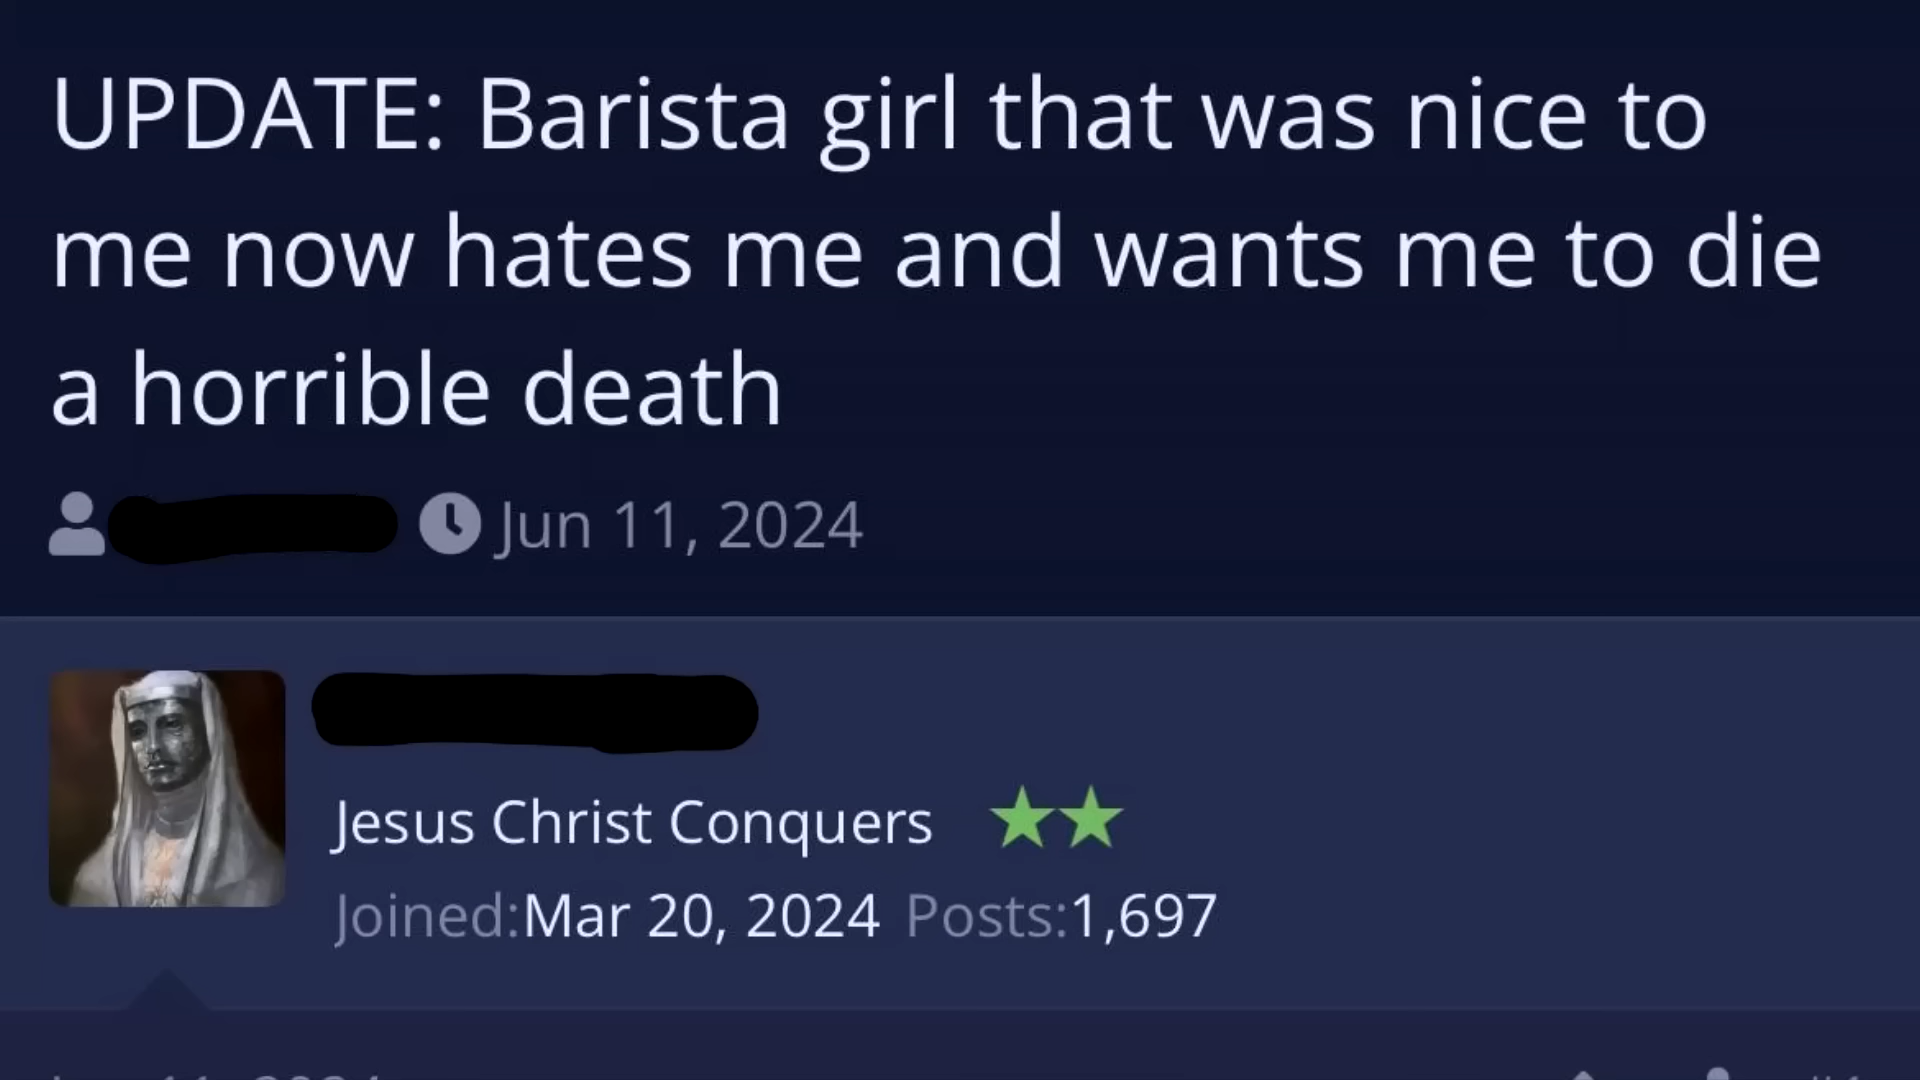 UPDATE: Barista girl that was nice to
me now hates me and wants me to die
a horrible death
Jun 11, 2024
Jesus Christ Conquers
Joined:Mar 20, 2024 Posts:1,697